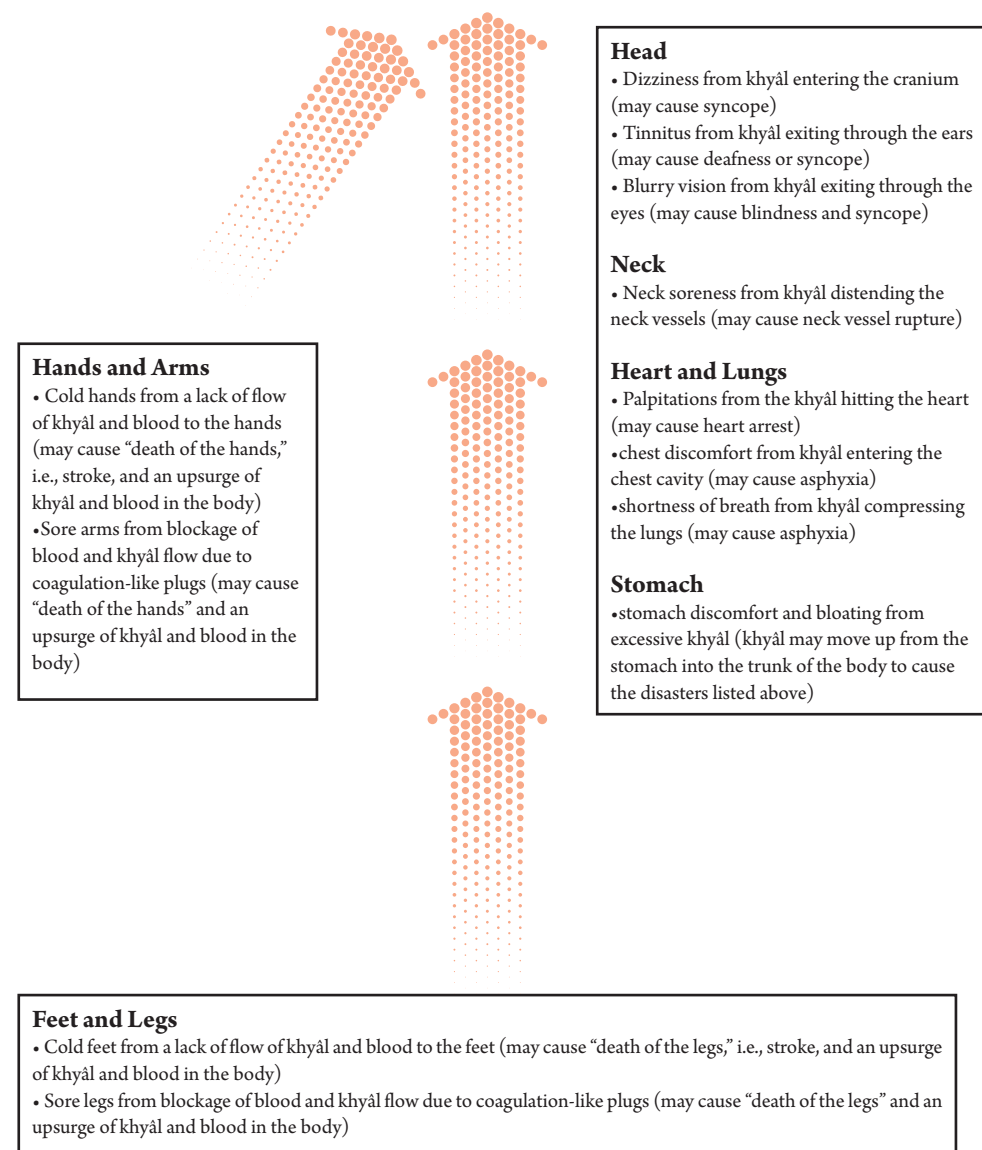 Head
• Dizziness from khyâl entering the cranium
(may cause syncope)
• Tinnitus from khyâl exiting through the ears
(may cause deafness or syncope)
• Blurry vision from khyâl exiting through the
eyes (may cause blindness and syncope)
Neck
• Neck soreness from khyâl distending the
neck vessels (may cause neck vessel rupture)
Heart and Lungs
• Palpitations from the khyâl hitting the heart
(may cause heart arrest)
•chest discomfort from khyâl entering the
chest cavity (may cause asphyxia)
•shortness of breath from khyâl compressing
the lungs (may cause asphyxia)
Stomach
•stomach discomfort and bloating from
excessive khyâl (khyâl may move up from the
stomach into the trunk of the body to cause
the disasters listed above)
Hands and Arms
• Cold hands from a lack of flow
of khyâl and blood to the hands
(may cause “death of the hands,”
i.e., stroke, and an upsurge of
khyâl and blood in the body)
•Sore arms from blockage of
blood and khyâl flow due to
coagulation-like plugs (may cause
“death of the hands” and an
upsurge of khyâl and blood in the
body)
Feet and Legs
• Cold feet from a lack of flow of khyâl and blood to the feet (may cause “death of the legs,” i.e., stroke, and an upsurge
of khyâl and blood in the body)
• Sore legs from blockage of blood and khyâl flow due to coagulation-like plugs (may cause “death of the legs” and an
upsurge of khyâl and blood in the body)